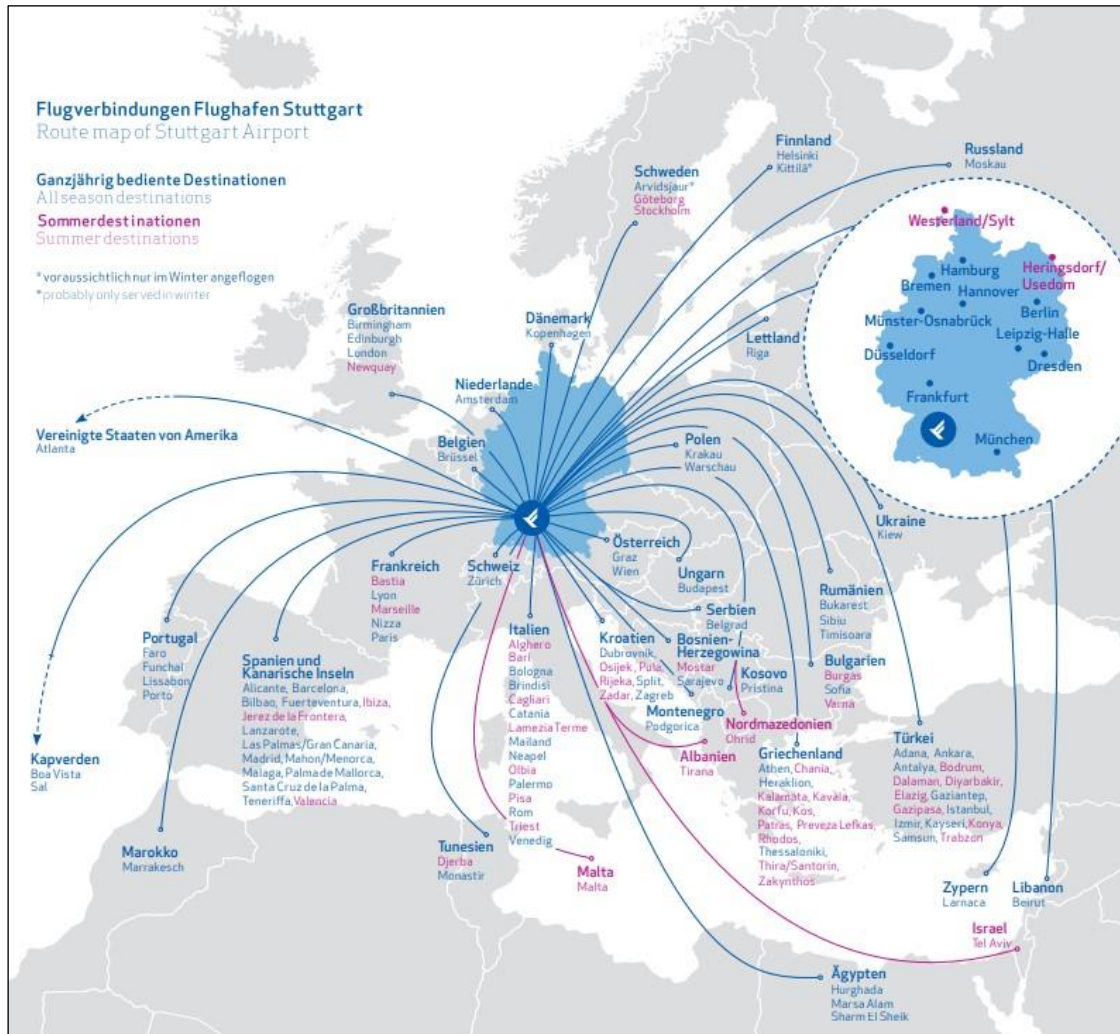 Flugverbindungen Flughafen Stuttgart
Route map of Stuttgart Airport
Ganzjährig bediente Destinationen
All season destinations
Sommerdestinationen
Summer destinations
* voraussichtlich nur im Winter angeflogen
* probably only served in winter
Finnland
Helsinki
Kittilä*
Russland
Moskau
Schweden
Arvidsjaur*
Göteborg
Stockholm
Westerland/Sylt
Hamburg
Heringsdorf/
Usedom
Bremen
Hannover
Berlin
Münster-Osnabrück
Leipzig-Halle
Düsseldorf
Dresden
Frankfurt
München
Großbritannien
Birmingham
Edinburgh
London
Newquay
Dänemark
Kopenhagen
Lettland
Riga
Niederlande
Amsterdam
Vereinigte Staaten von Amerika
Atlanta
Belgien
Brüssel
Polen
Krakau
Warschau
Ukraine
Kiew
Österreich
Graz
Wien
Frankreich
Bastia
Lyon
Marseille
Nizza
Paris
Schweiz
Zürich
Ungarn
Budapest
Rumänien
Bukarest
Sibiu
Timisoara
Portugal
Faro
Funchal
Lissabon
Porto
Spanien und
Kanarische Inseln
Alicante, Barcelona,
Bilbao, Fuerteventura, Ibiza,
Jerez de la Frontera,
Lanzarote,
Las Palmas/Gran Canaria,
Madrid, Mahon/Menorca,
Málaga, Palma de Mallorca,
Santa Cruz de la Palma,
Teneriffa, Valencia
Italien
Alghero
Bari
Bologna
Brindisi
Cagliari
Catania
Lamezia Terme
Mailand
Neapel
Olbia
Palermo
Pisa
Rom
Triest
Venedig
Kroatien
Dubrovnik,
Osijek, Pula,
Rijeka, Split,
Zadar, Zagreb
Serbien
Belgrad
Bosnien-
Herzegowina
Mostar
Sarajevo
Kosovo
Pristina
Bulgarien
Burgas
Sofia
Varna
Montenegro
Podgorica
Nordmazedonien
Ohrid
Albanien
Tirana
Griechenland
Athen, Chania,
Heraklion,
Kalamata, Kavala,
Korfu, Kos,
Patras, Preveza Lefkas,
Rhodos,
Thessaloniki,
Thira/Santorin,
Zakynthos
Türkei
Adana, Ankara,
Antalya, Bodrum,
Dalaman, Diyarbakir,
Elazig, Gaziantep,
Gazipasa, Istanbul,
Izmir, Kayseri, Konya,
Samsun, Trabzon
Kapverden
Boa Vista
Sal
Marokko
Marrakesch
Tunesien
Djerba
Monastir
Malta
Malta
Zypern
Larnaca
Libanon
Beirut
Israel
Tel Aviv
Ägypten
Hurghada
Marsa Alam
Sharm El Sheik